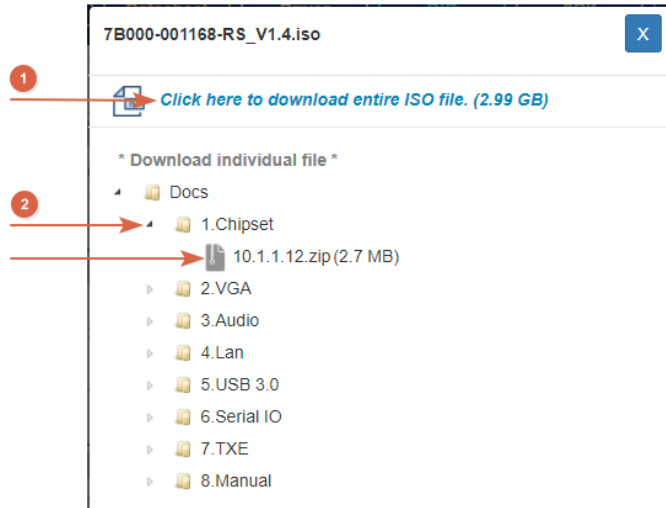 7B000-001168-RS_V1.4.iso
X
1
Click here to download entire ISO file. (2.99 GB)
* Download individual file *
Docs
2
1.Chipset
10.1.1.12.zip (2.7 MB)
2.VGA
3.Audio
4.Lan
5.USB 3.0
6.Serial IO
7.TXE
8.Manual